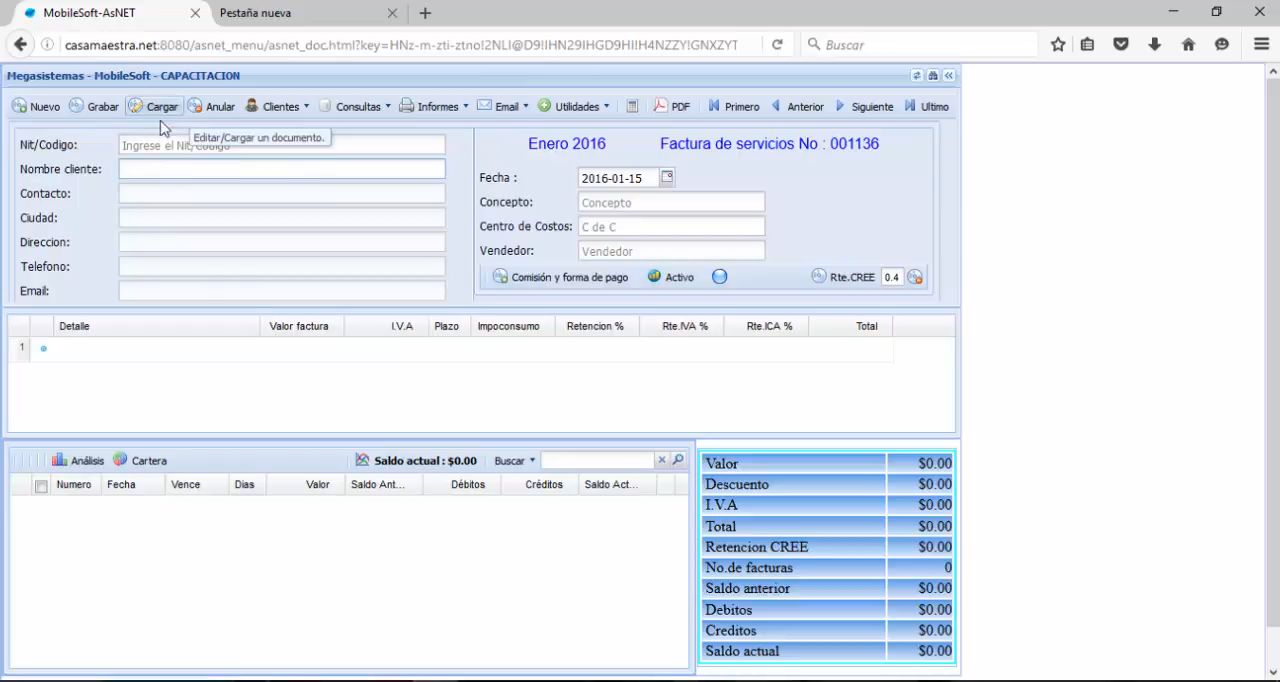 MobileSoft-AsNET
Pestaña nueva
casamaestra.net:8080/asnet_menu/asnet_doc.html?key=HNz-m-zti-ztno!2NLI@D9!IHN29IHGD9HI!H4NZZY!GNXZYT
Buscar
Megasistemas - MobileSoft - CAPACITACION
Nuevo Grabar Cargar Anular Clientes Consultas Informes Email Utilidades PDF Primero Anterior Siguiente Ultimo
Editar/Cargar un documento.
Nit/Codigo: Ingrese el Nit/Codigo
Nombre cliente:
Contacto:
Ciudad:
Direccion:
Telefono:
Email:
Enero 2016 Factura de servicios No : 001136
Fecha : 2016-01-15
Concepto: Concepto
Centro de Costos: C de C
Vendedor: Vendedor
Comisión y forma de pago Activo Rte.CREE 0.4
Detalle Valor factura I.V.A Plazo Impoconsumo Retencion % Rte.IVA % Rte.ICA % Total
1
Análisis Cartera Saldo actual : $0.00 Buscar
Numero Fecha Vence Dias Valor Saldo Ant... Débitos Créditos Saldo Act...
Valor $0.00
Descuento $0.00
I.V.A $0.00
Total $0.00
Retencion CREE $0.00
No.de facturas 0
Saldo anterior $0.00
Debitos $0.00
Creditos $0.00
Saldo actual $0.00